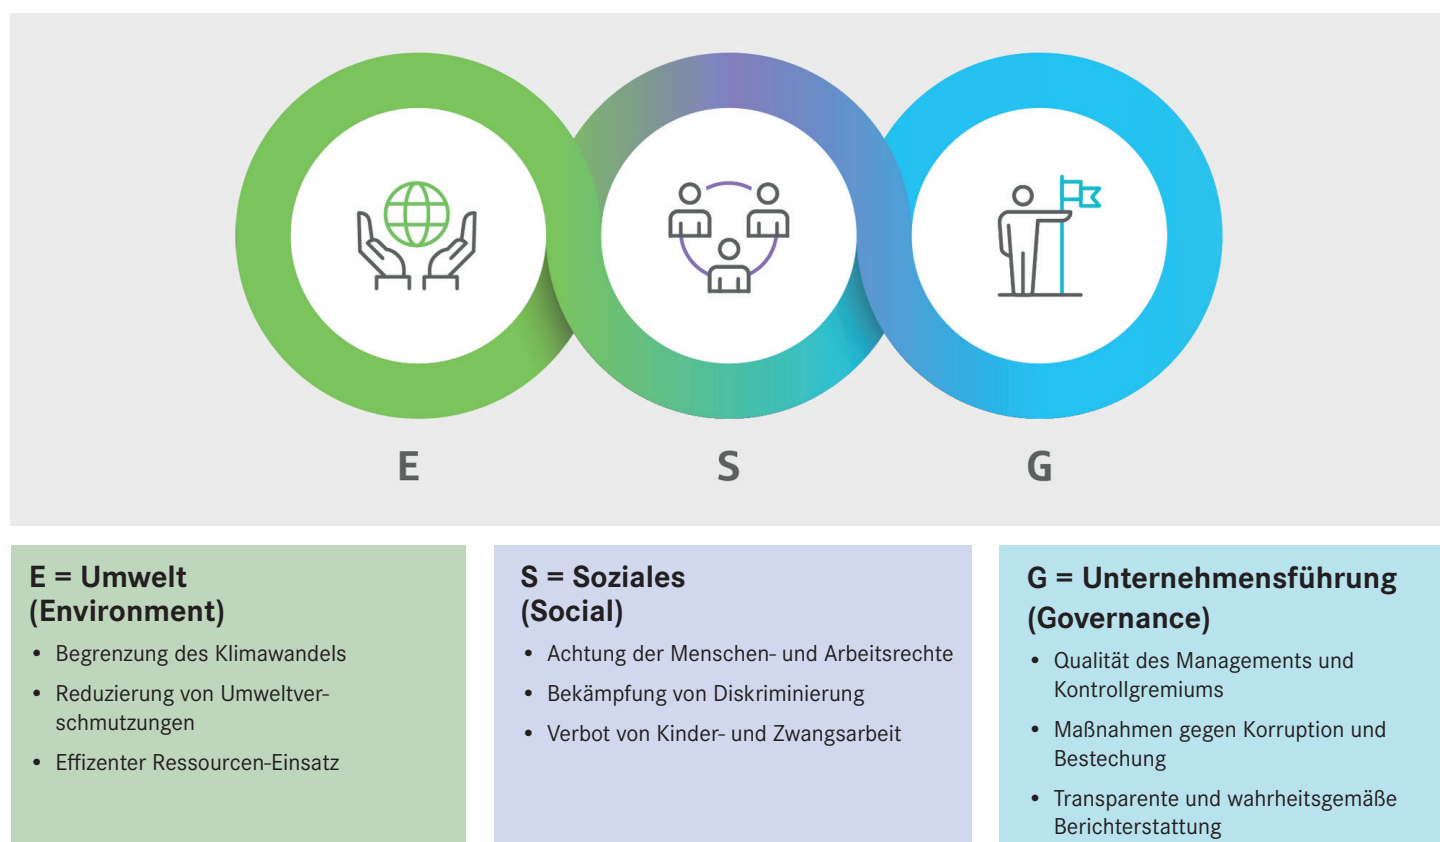 E
S
G
E = Umwelt
(Environment)
• Begrenzung des Klimawandels
• Reduzierung von Umweltver-
schmutzungen
• Effizenter Ressourcen-Einsatz
S = Soziales
(Social)
• Achtung der Menschen- und Arbeitsrechte
• Bekämpfung von Diskriminierung
• Verbot von Kinder- und Zwangsarbeit
G = Unternehmensführung
(Governance)
• Qualität des Managements und
Kontrollgremiums
• Maßnahmen gegen Korruption und
Bestechung
• Transparente und wahrheitsgemäße
Berichterstattung